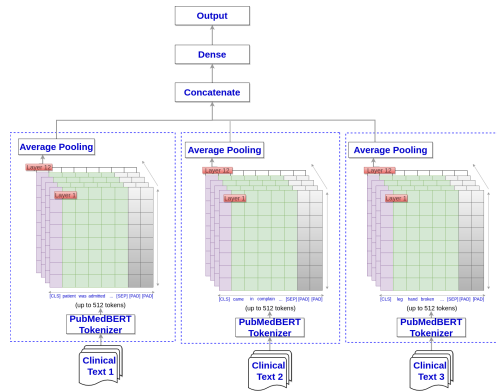 Output
Dense
Concatenate
Average Pooling
Average Pooling
Average Pooling
Layer 12
Layer 12
Layer 12
Layer 1
Layer 1
Layer 1
[CLS] patient was admitted ... [SEP] [PAD] [PAD]
[CLS] came in complain ... [SEP] [PAD] [PAD]
[CLS] leg hand broken ... [SEP] [PAD] [PAD]
(up to 512 tokens)
(up to 512 tokens)
(up to 512 tokens)
PubMedBERT
Tokenizer
PubMedBERT
Tokenizer
PubMedBERT
Tokenizer
Clinical
Text 1
Clinical
Text 2
Clinical
Text 3